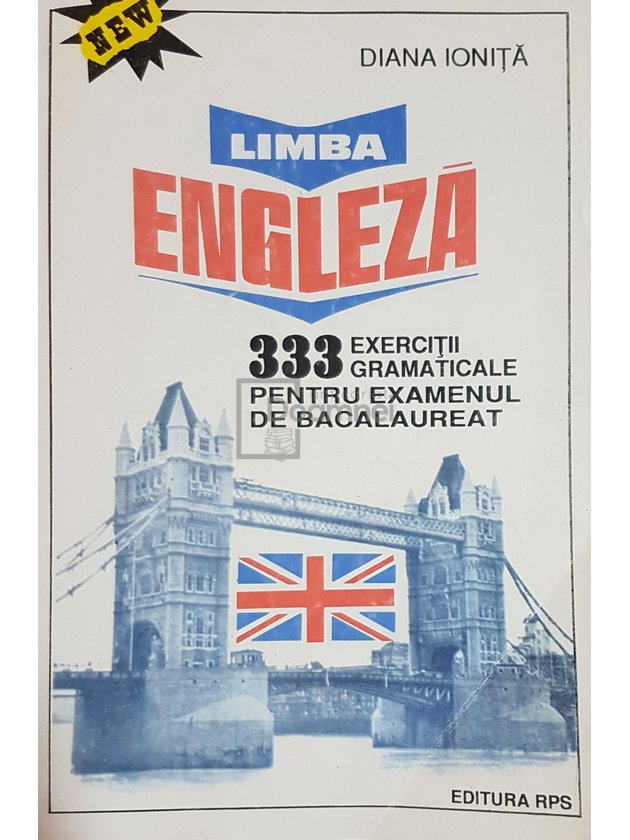 NEW
DIANA IONIȚĂ
LIMBA
ENGLEZĂ
333 EXERCIȚII
GRAMATICALE
PENTRU EXAMENUL
DE BACALAUREAT
EDITURA RPS